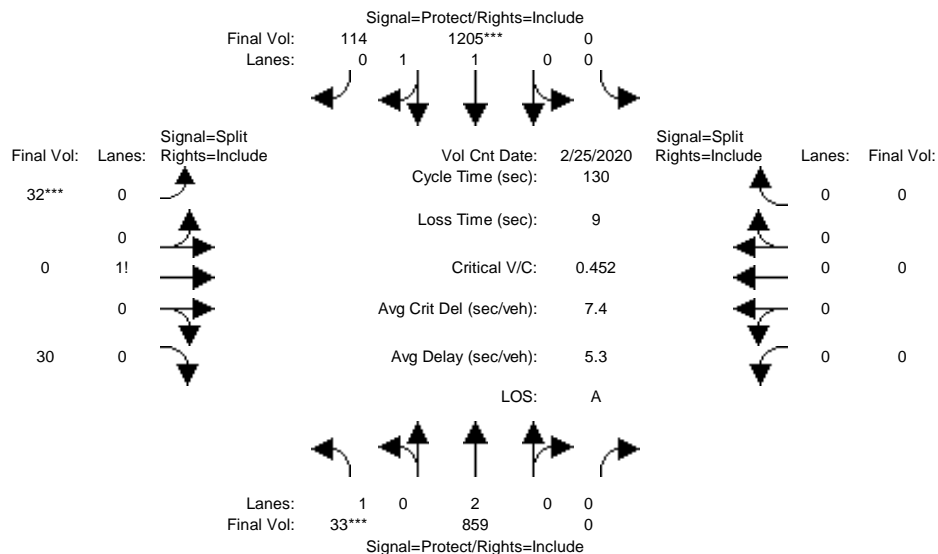 Signal=Protect/Rights=Include
Final Vol: 114 1205*** 0
Lanes: 0 1 1 0 0
Signal=Split Signal=Split
Final Vol: Lanes: Rights=Include Vol Cnt Date: 2/25/2020 Rights=Include Lanes: Final Vol:
Cycle Time (sec): 130
32*** 0 0 0
Loss Time (sec): 9
0 0
0 1! Critical V/C: 0.452 0 0
0 Avg Crit Del (sec/veh): 7.4 0
30 0 Avg Delay (sec/veh): 5.3 0 0
LOS: A
Lanes: 1 0 2 0 0
Final Vol: 33*** 859 0
Signal=Protect/Rights=Include